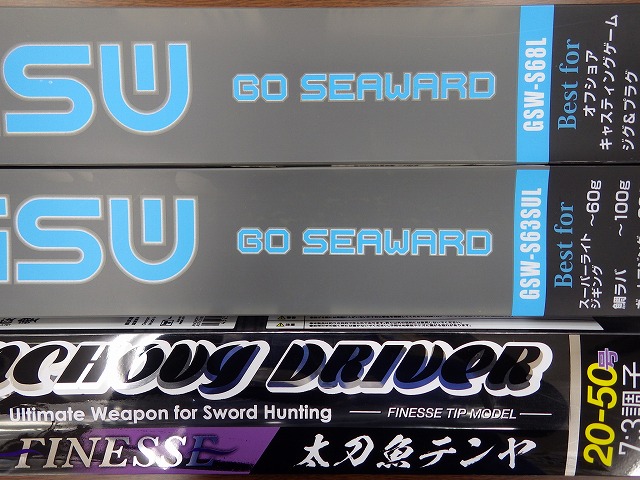 GSW
GO SEAWARD
GSW-S68L
Best for
オフショア
キャスティングゲーム
ジグ&プラグ
GSW
GO SEAWARD
GSW-S63SUL
Best for
スーパーライト
ジギング
～60g
鯛ラバ ～100g
CHOUJ DRIVER
Ultimate Weapon for Sword Hunting
FINESSE TIP MODEL
FINESSE
太刀魚テンヤ
20-50号
7:3調子